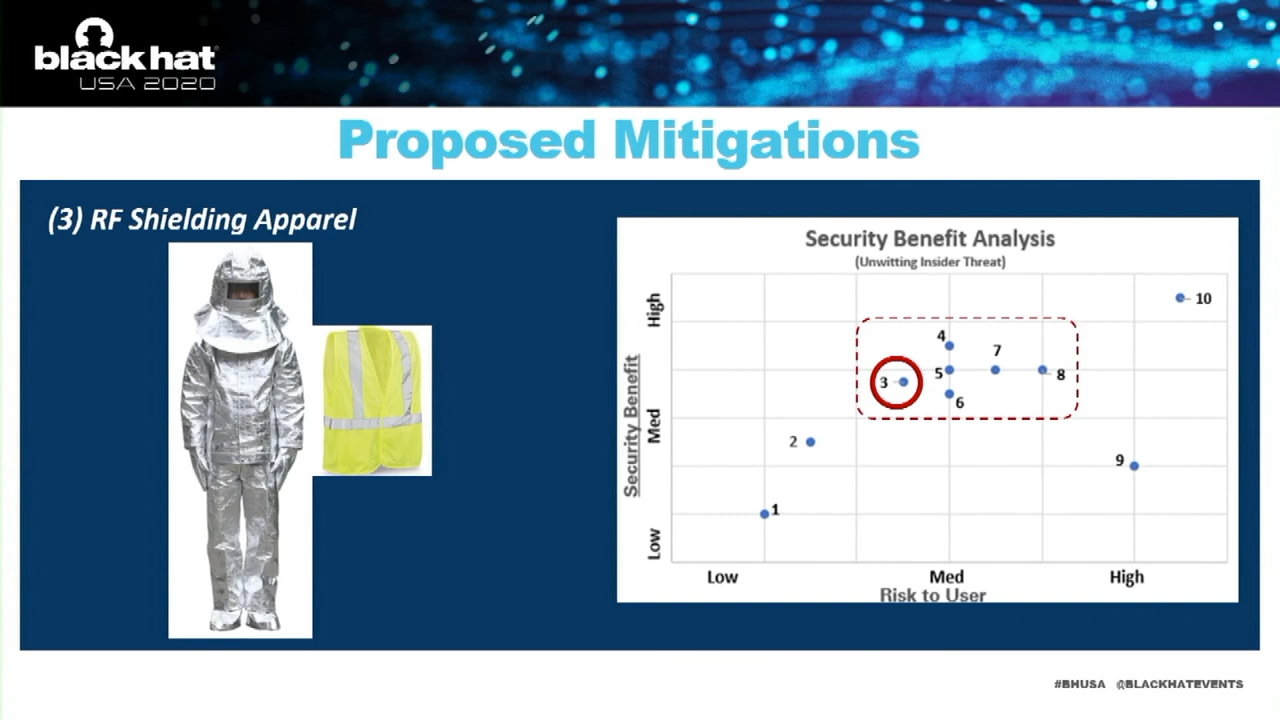 black hat
USA 2020
Proposed Mitigations
(3) RF Shielding Apparel
Security Benefit Analysis
(Unwitting Insider Threat)
High
Med
Low
Security Benefit
10
4
7
3
5
8
6
2
9
1
Low
Med
High
Risk to User
#BHUSA @BLACKHATEVENTS